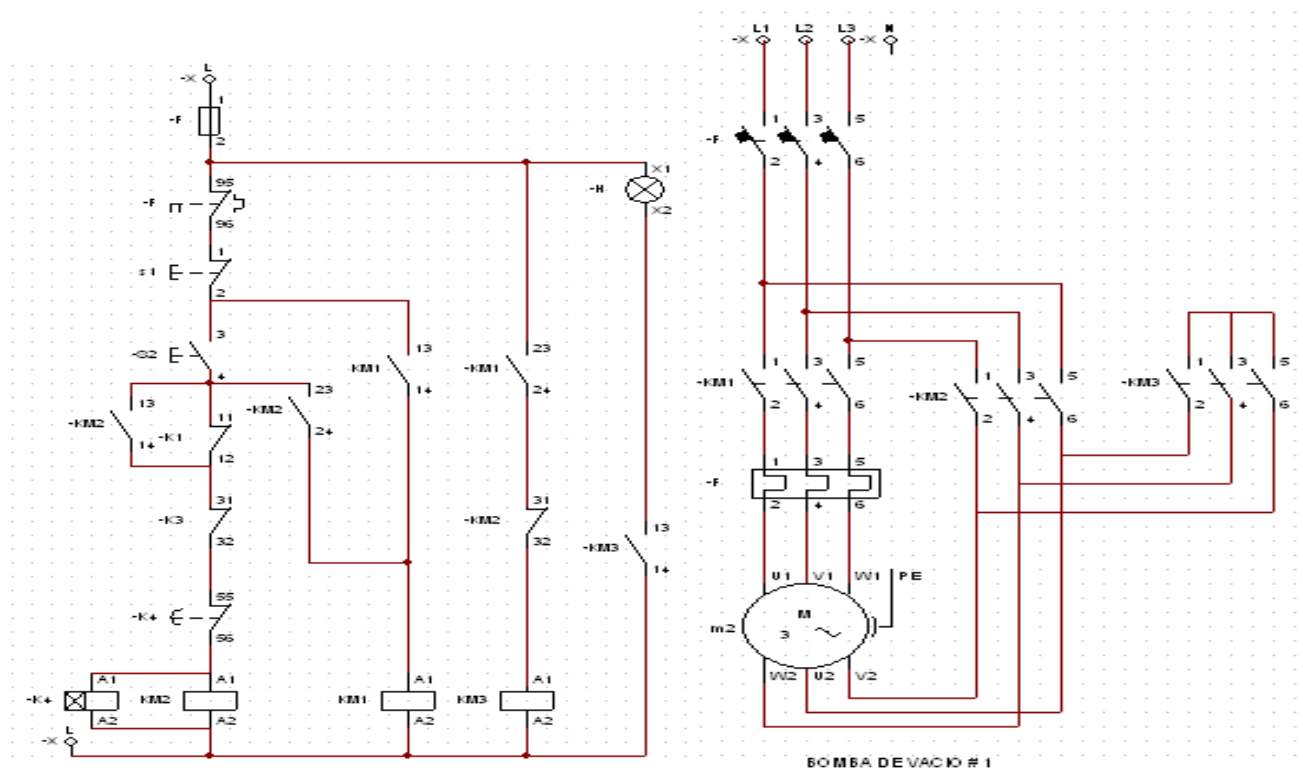 L
-X
1
-F
2
95
-F
96
1
s1
2
3
-S2
4
13
-KM2
14
11
-K1
12
23
-KM2
24
31
-K3
32
55
-K4
56
A1
-K4
A2
A1
KM2
A2
L
-X
13
KM1
14
A1
KM1
A2
23
-KM1
24
31
-KM2
32
A1
KM3
A2
X1
-H
X2
13
-KM3
14
L1 L2 L3 N
-X -X
1 3 5
-F
2 4 6
1 3 5
-KM1
2 4 6
1 3 5
-KM2
2 4 6
1 3 5
-KM3
2 4 6
1 3 5
-F
2 4 6
U1 V1 W1 PE
M
m2
3
W2 U2 V2
BOMBA DE VACIO # 1